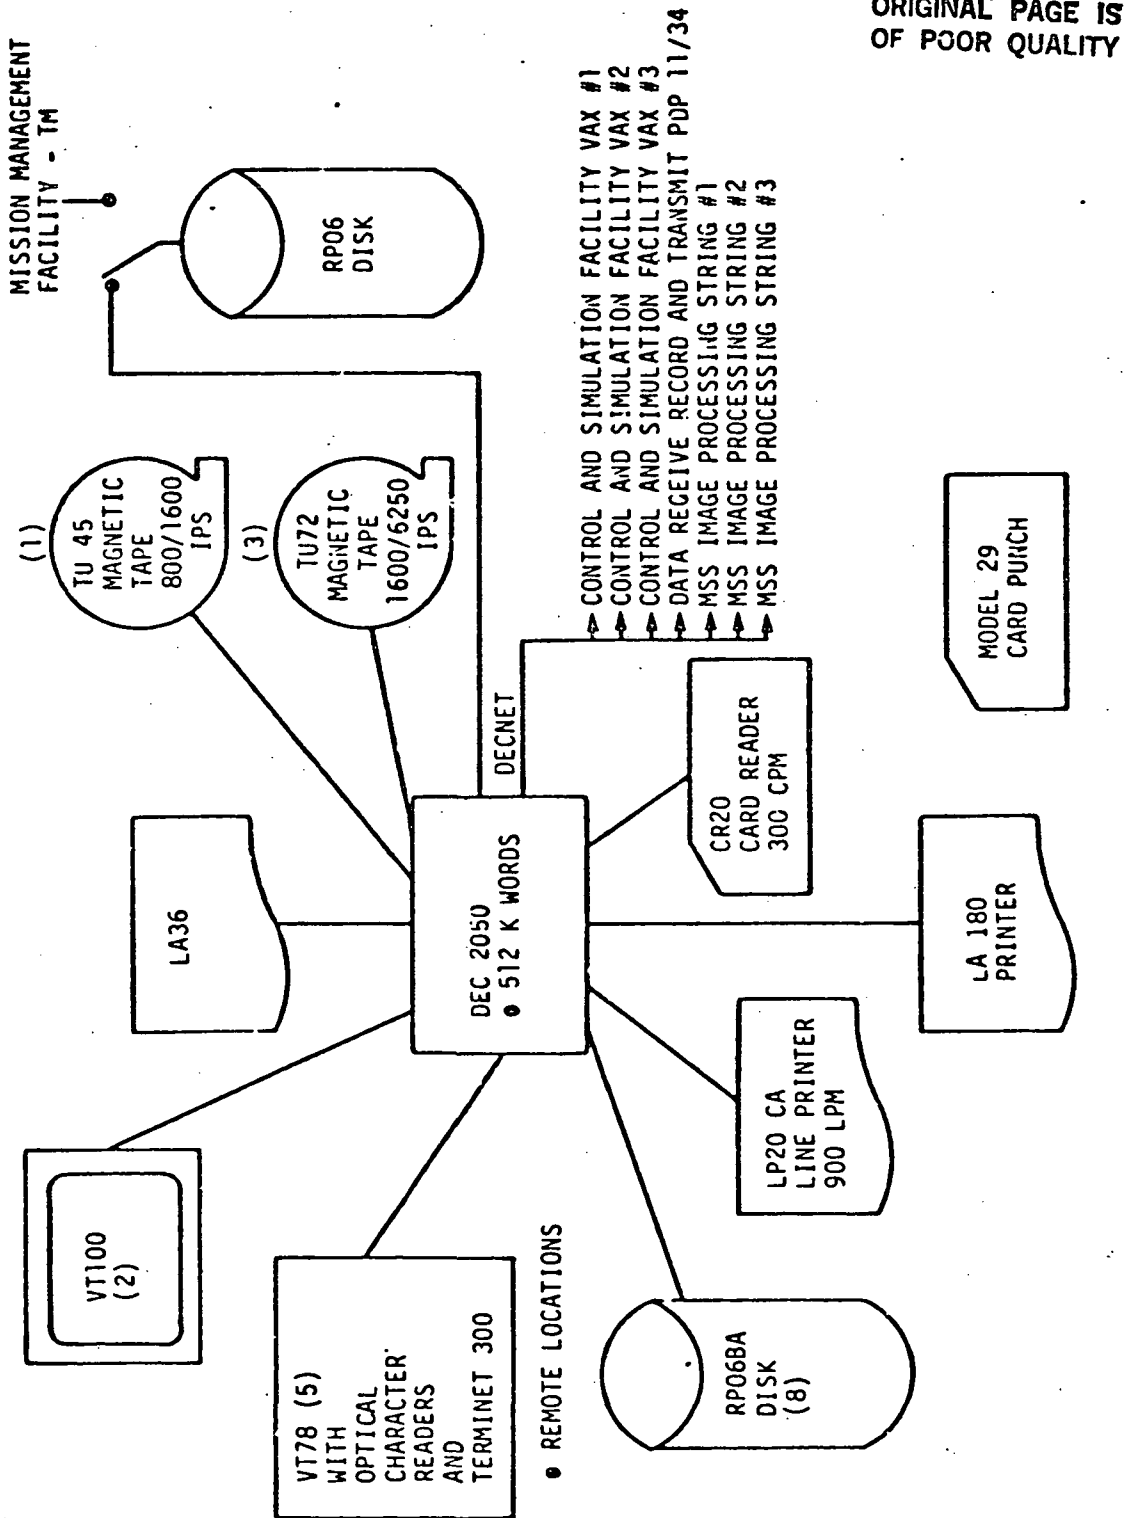 ORIGINAL PAGE IS
OF POOR QUALITY
MISSION MANAGEMENT
FACILITY - TM
RP06
DISK
(1)
TU 45
MAGNETIC
TAPE
800/1600
IPS
(3)
TU72
MAGNETIC
TAPE
1600/6250
IPS
LA36
VT100
(2)
VT78 (5)
WITH
OPTICAL
CHARACTER
READERS
AND
TERMINET 300
• REMOTE LOCATIONS
DEC 2050
• 512 K WORDS
DECNET
CONTROL AND SIMULATION FACILITY VAX #1
CONTROL AND SIMULATION FACILITY VAX #2
CONTROL AND SIMULATION FACILITY VAX #3
DATA RECEIVE RECORD AND TRANSMIT PDP 11/34
MSS IMAGE PROCESSING STRING #1
MSS IMAGE PROCESSING STRING #2
MSS IMAGE PROCESSING STRING #3
RP06BA
DISK
(8)
LP20 CA
LINE PRINTER
900 LPM
LA 180
PRINTER
CR20
CARD READER
300 CPM
MODEL 29
CARD PUNCH